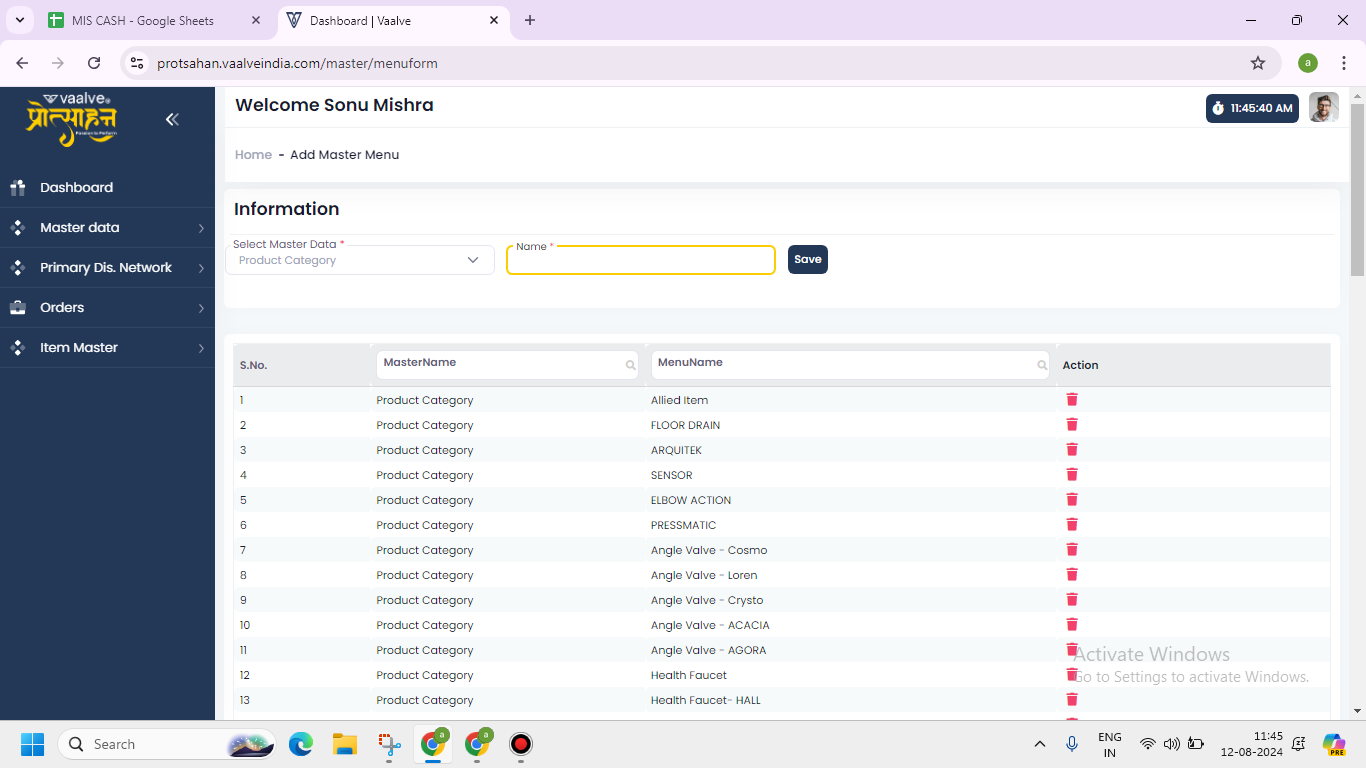 MIS CASH - Google Sheets
Dashboard | Vaalve
protsahan.vaalveindia.com/master/menuform
a
vaalve
प्रोत्साहन
Welcome Sonu Mishra
11:45:40 AM
Home - Add Master Menu
Dashboard
Master data
Primary Dis. Network
Orders
Item Master
Information
Select Master Data *
Product Category
Name *
Save
S.No. MasterName MenuName Action
1 Product Category Allied Item
2 Product Category FLOOR DRAIN
3 Product Category ARQUITEK
4 Product Category SENSOR
5 Product Category ELBOW ACTION
6 Product Category PRESSMATIC
7 Product Category Angle Valve - Cosmo
8 Product Category Angle Valve - Loren
9 Product Category Angle Valve - Crysto
10 Product Category Angle Valve - ACACIA
11 Product Category Angle Valve - AGORA
12 Product Category Health Faucet
13 Product Category Health Faucet- HALL
Activate Windows
Go to Settings to activate Windows.
Search
a
a
ENG
IN
11:45
12-08-2024
PRE